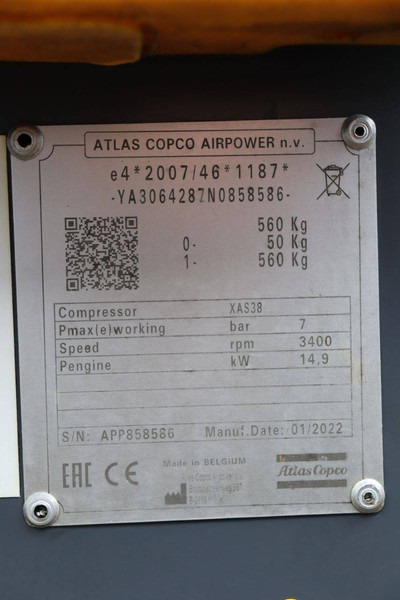 ATLAS COPCO AIRPOWER n.v.
e4*2007/46*1187*
-YA3064287N0858586-
560 Kg
0- 50 Kg
1- 560 Kg
Compressor XAS38
Pmax(e)working bar 7
Speed rpm 3400
Pengine kW 14,9
S/N: APP858586 Manuf.Date: 01/2022
EAC CE
Made in BELGIUM
Atlas Copco